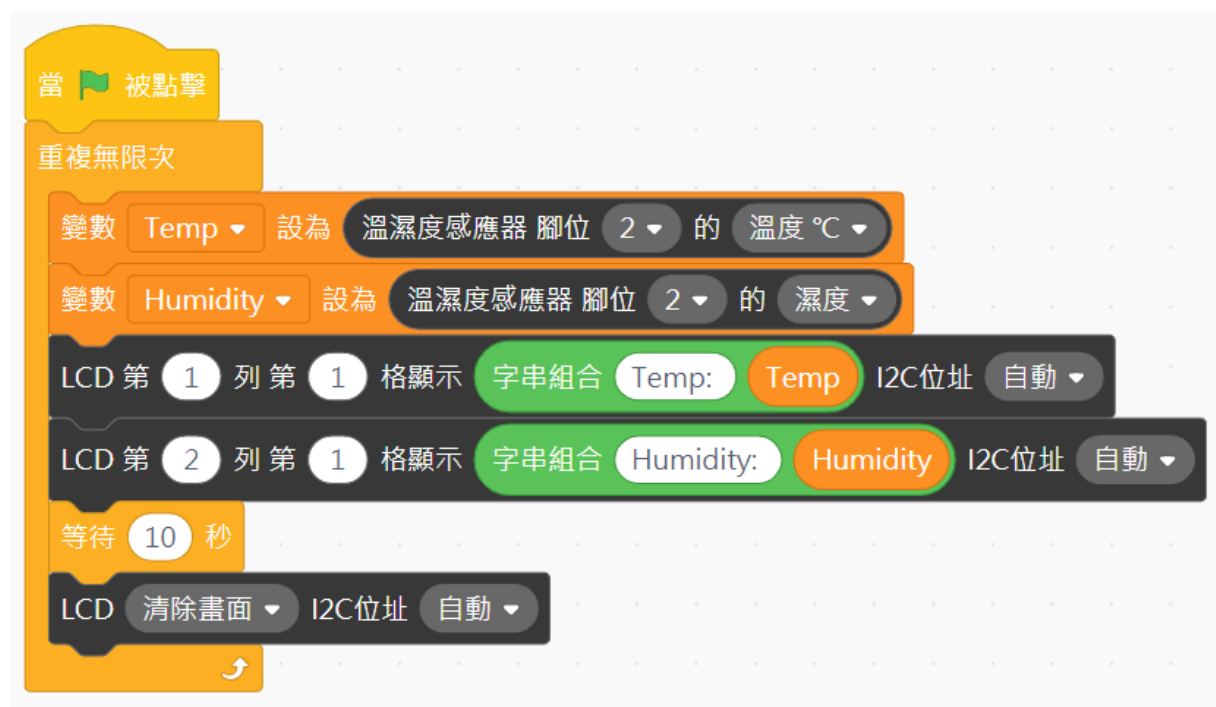 當 被點擊
重複無限次
變數 Temp 設為 溫濕度感應器 腳位 2 的 溫度 ℃
變數 Humidity 設為 溫濕度感應器 腳位 2 的 濕度
LCD 第 1 列 第 1 格顯示 字串組合 Temp: Temp I2C位址 自動
LCD 第 2 列 第 1 格顯示 字串組合 Humidity: Humidity I2C位址 自動
等待 10 秒
LCD 清除畫面 I2C位址 自動